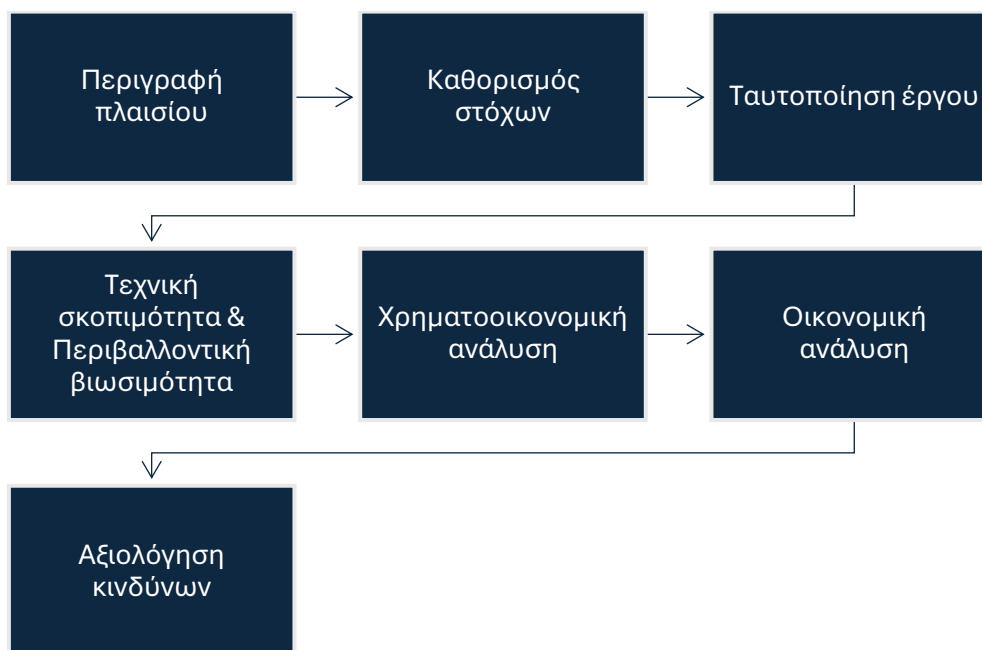 Περιγραφή
πλαισίου
Καθορισμός
στόχων
Ταυτοποίηση έργου
Τεχνική
σκοπιμότητα &
Περιβαλλοντική
βιωσιμότητα
Χρηματοοικονομική
ανάλυση
Οικονομική
ανάλυση
Αξιολόγηση
κινδύνων